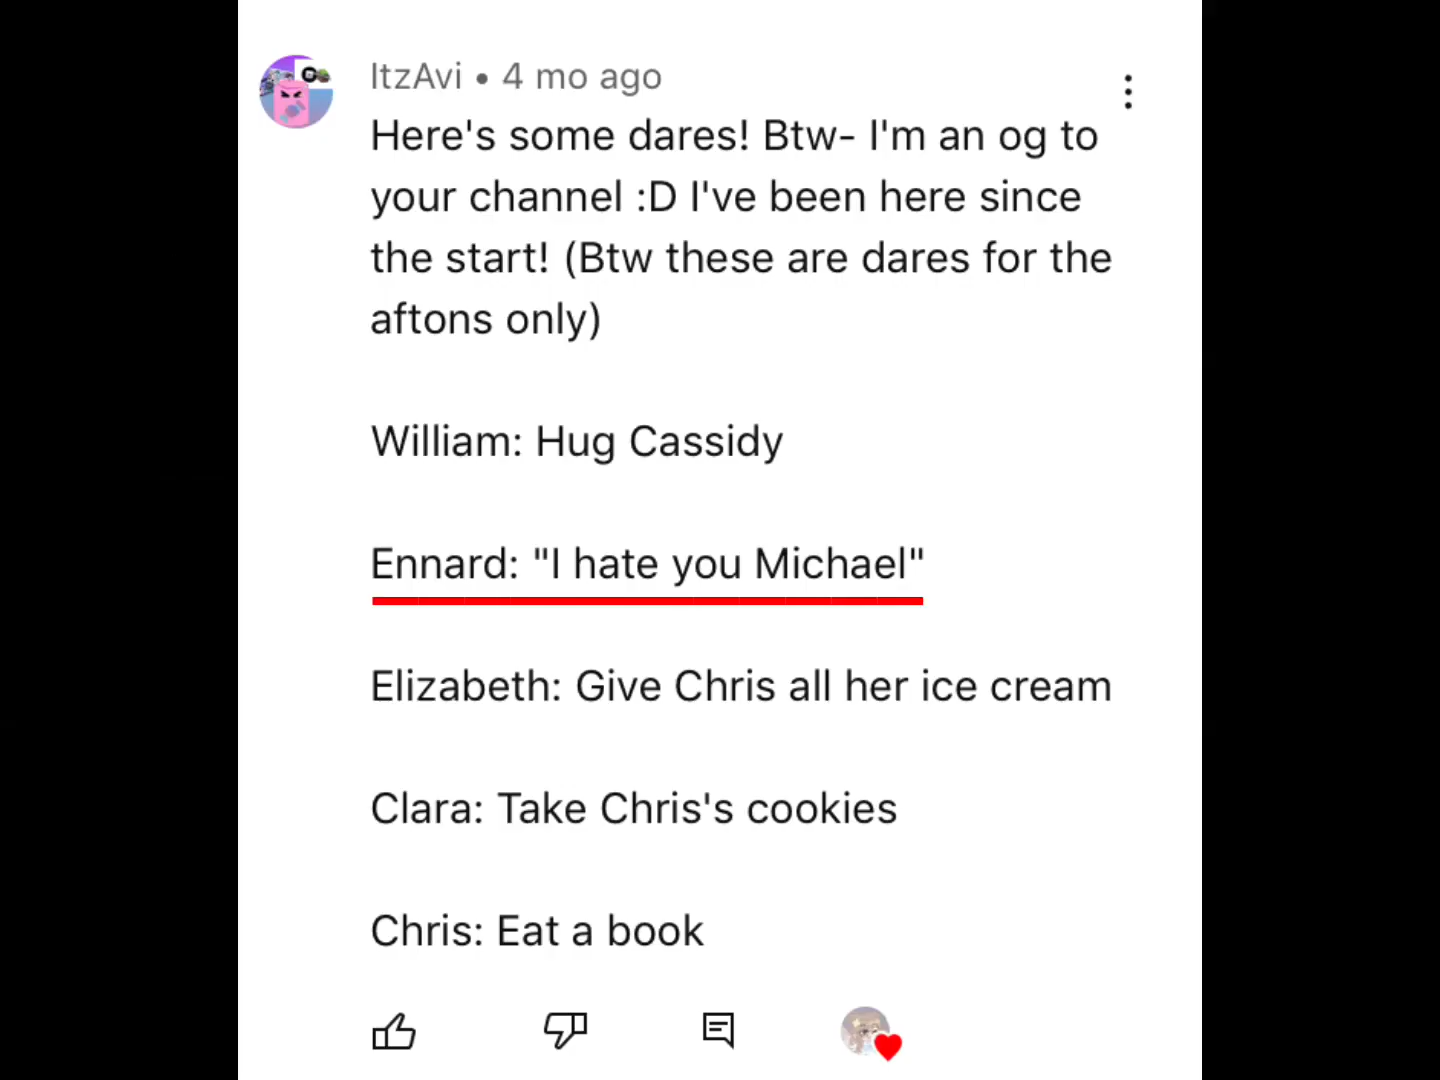 ItzAvi • 4 mo ago
Here's some dares! Btw- I'm an og to
your channel :D I've been here since
the start! (Btw these are dares for the
aftons only)
William: Hug Cassidy
Ennard: "I hate you Michael"
Elizabeth: Give Chris all her ice cream
Clara: Take Chris's cookies
Chris: Eat a book